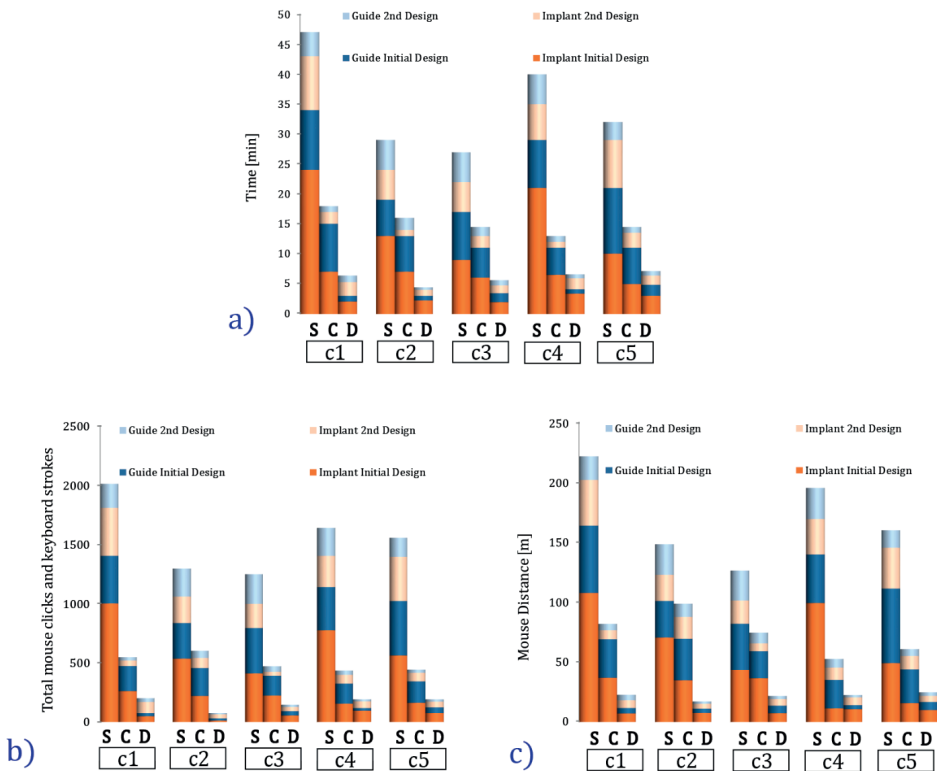 50
45
40
35
30
25
20
15
10
5
0
Time [min]
Guide 2nd Design
Implant 2nd Design
Guide Initial Design
Implant Initial Design
S C D S C D S C D S C D S C D
c1 c2 c3 c4 c5
a)
2500
2000
1500
1000
500
0
Total mouse clicks and keyboard strokes
Guide 2nd Design
Implant 2nd Design
Guide Initial Design
Implant Initial Design
S C D S C D S C D S C D S C D
c1 c2 c3 c4 c5
b)
250
200
150
100
50
0
Mouse Distance [m]
Guide 2nd Design
Implant 2nd Design
Guide Initial Design
Implant Initial Design
S C D S C D S C D S C D S C D
c1 c2 c3 c4 c5
c)